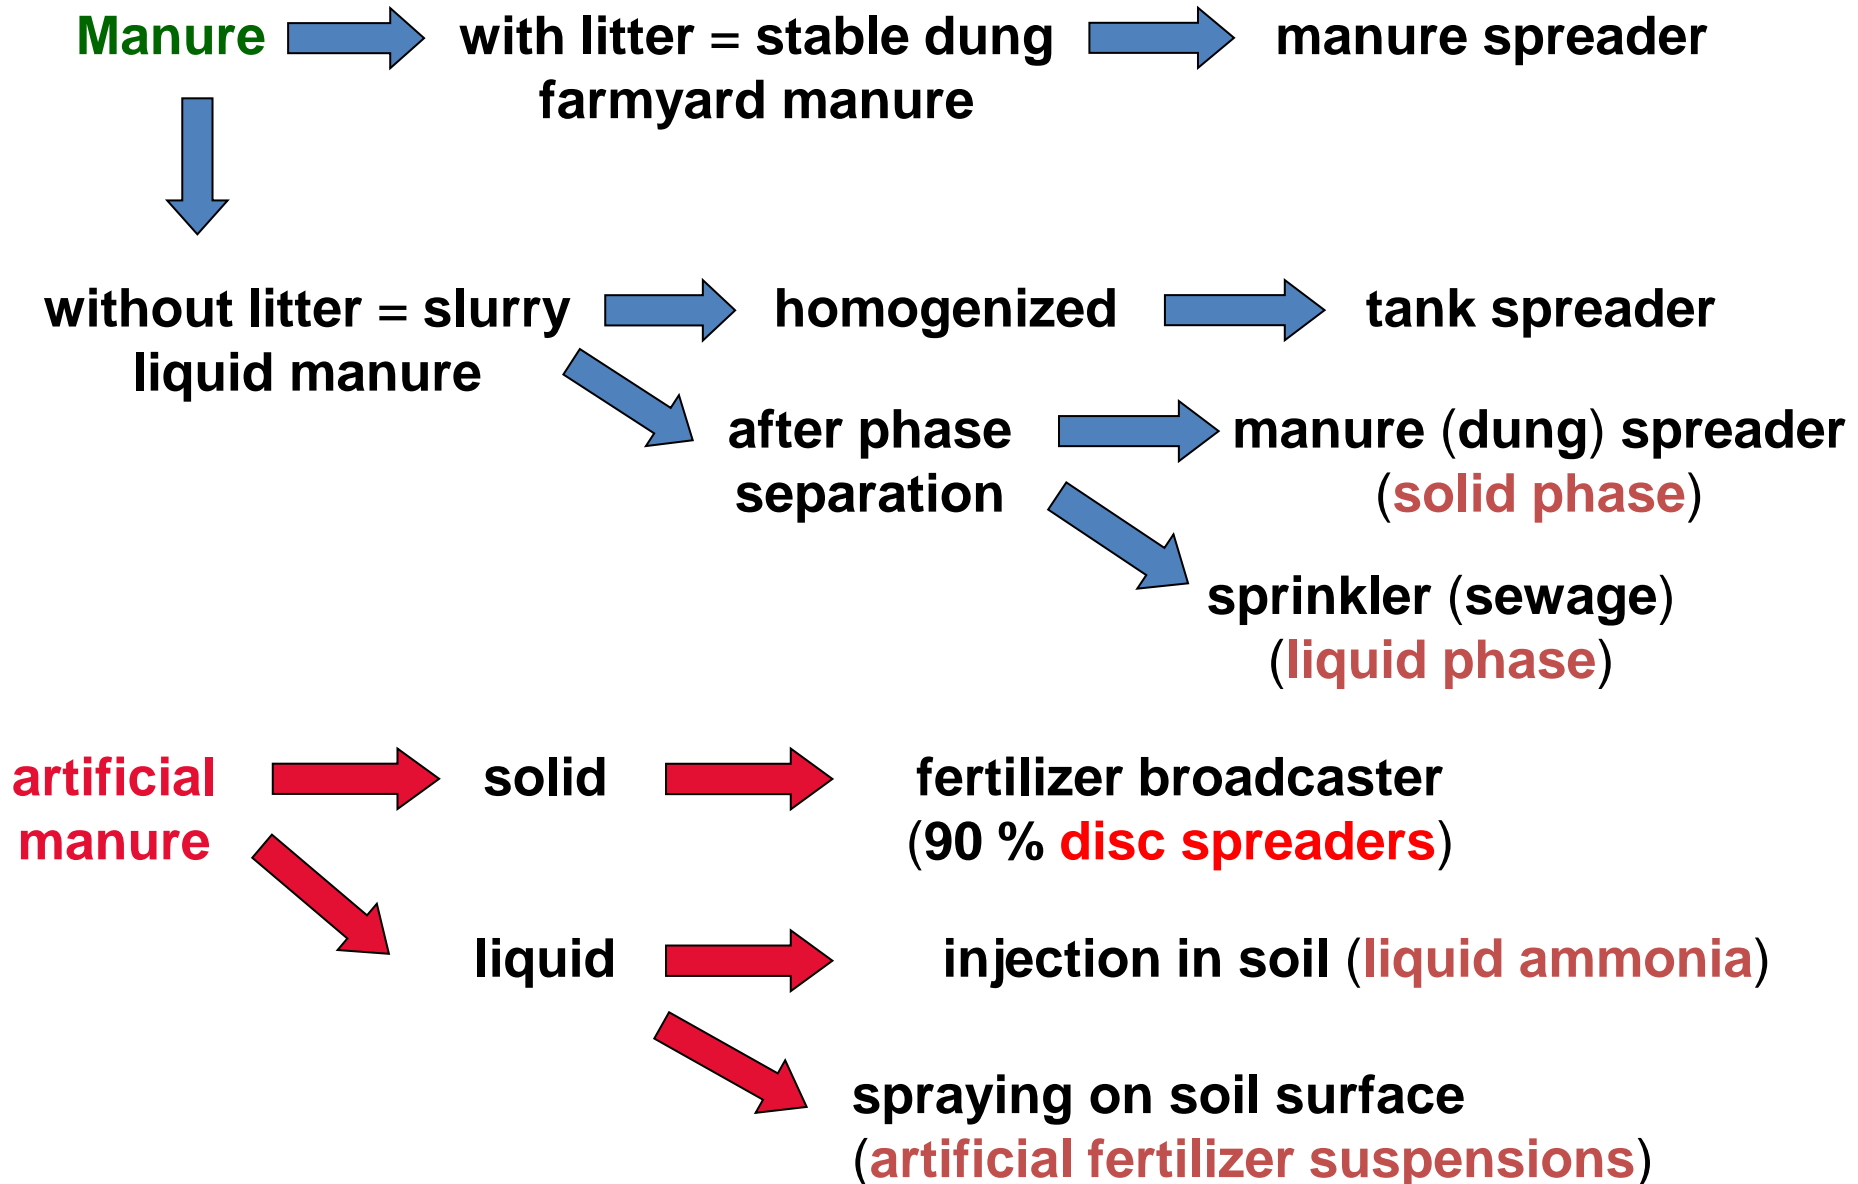 Manure with litter = stable dung manure spreader
farmyard manure
without litter = slurry homogenized tank spreader
liquid manure
after phase manure (dung) spreader
separation (solid phase)
sprinkler (sewage)
(liquid phase)
artificial solid fertilizer broadcaster
manure (90 % disc spreaders)
liquid injection in soil (liquid ammonia)
spraying on soil surface
(artificial fertilizer suspensions)